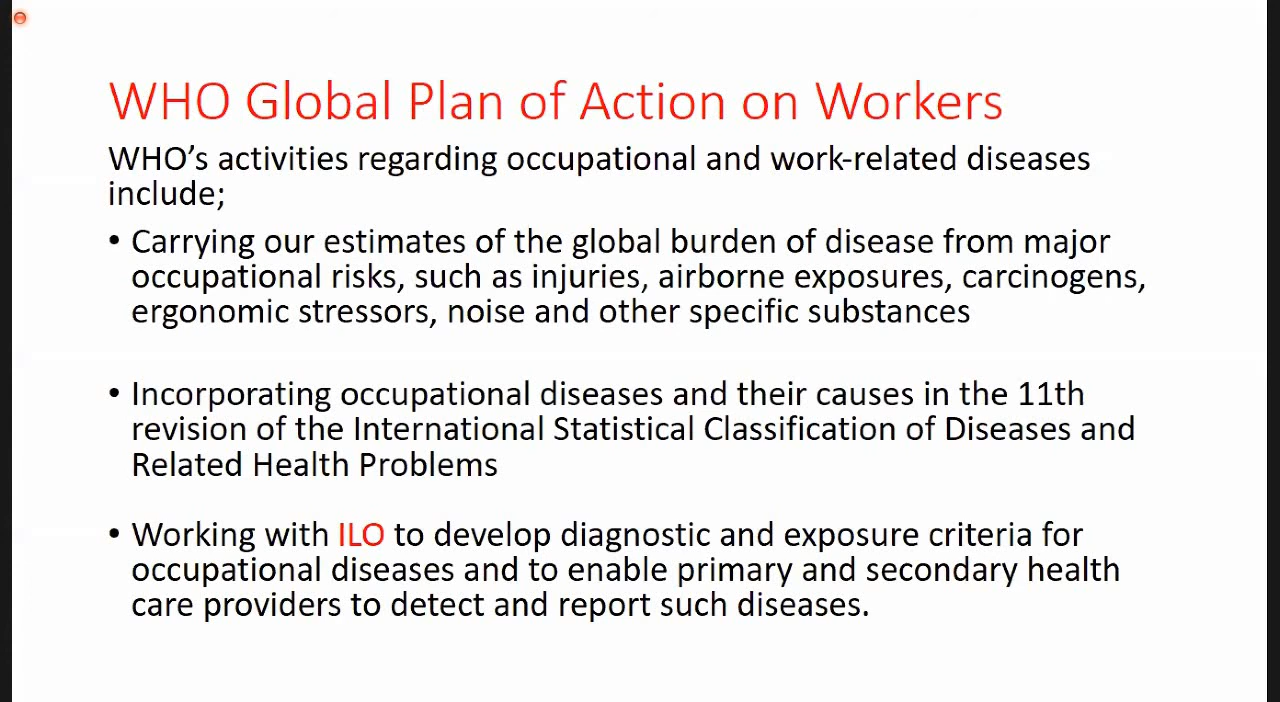 WHO Global Plan of Action on Workers
WHO’s activities regarding occupational and work-related diseases
include;
• Carrying our estimates of the global burden of disease from major
occupational risks, such as injuries, airborne exposures, carcinogens,
ergonomic stressors, noise and other specific substances
• Incorporating occupational diseases and their causes in the 11th
revision of the International Statistical Classification of Diseases and
Related Health Problems
• Working with ILO to develop diagnostic and exposure criteria for
occupational diseases and to enable primary and secondary health
care providers to detect and report such diseases.